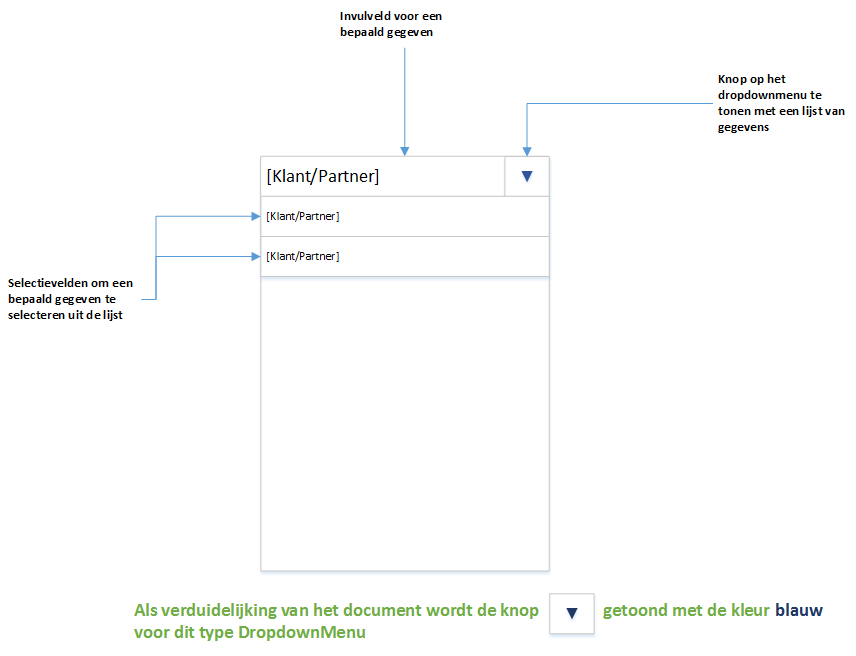 Invulveld voor een
bepaald gegeven
Knop op het
dropdownmenu te
tonen met een lijst van
gegevens
[Klant/Partner]
[Klant/Partner]
[Klant/Partner]
Selectievelden om een
bepaald gegeven te
selecteren uit de lijst
Als verduidelijking van het document wordt de knop getoond met de kleur blauw
voor dit type DropdownMenu